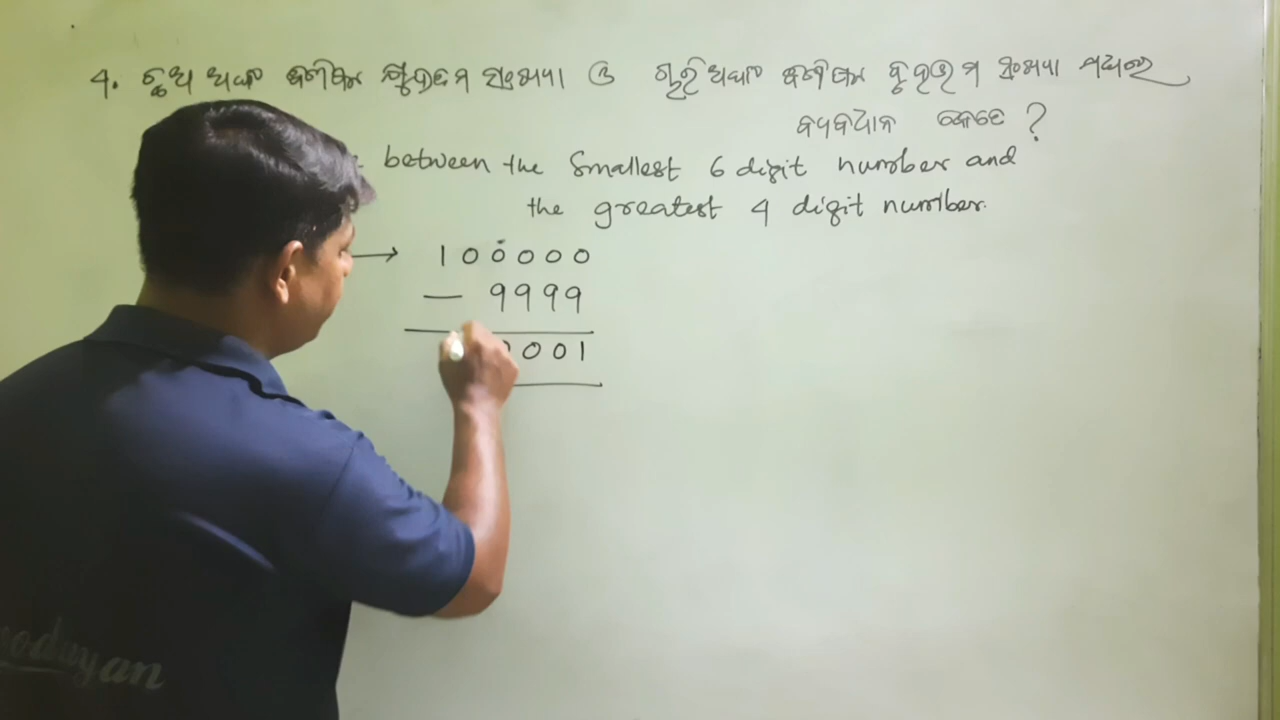 4. ଛଅ ଅଙ୍କ ବିଶିଷ୍ଟ କ୍ଷୁଦ୍ରତମ ସଂଖ୍ୟା ଓ ଚାରି ଅଙ୍କ ବିଶିଷ୍ଟ ବୃହତ୍ତମ ସଂଖ୍ୟା ମଧ୍ୟରେ
ବ୍ୟବଧାନ କେତେ ?
between the Smallest 6 digit number and
the greatest 4 digit number.
→ 100000
— 9999
001